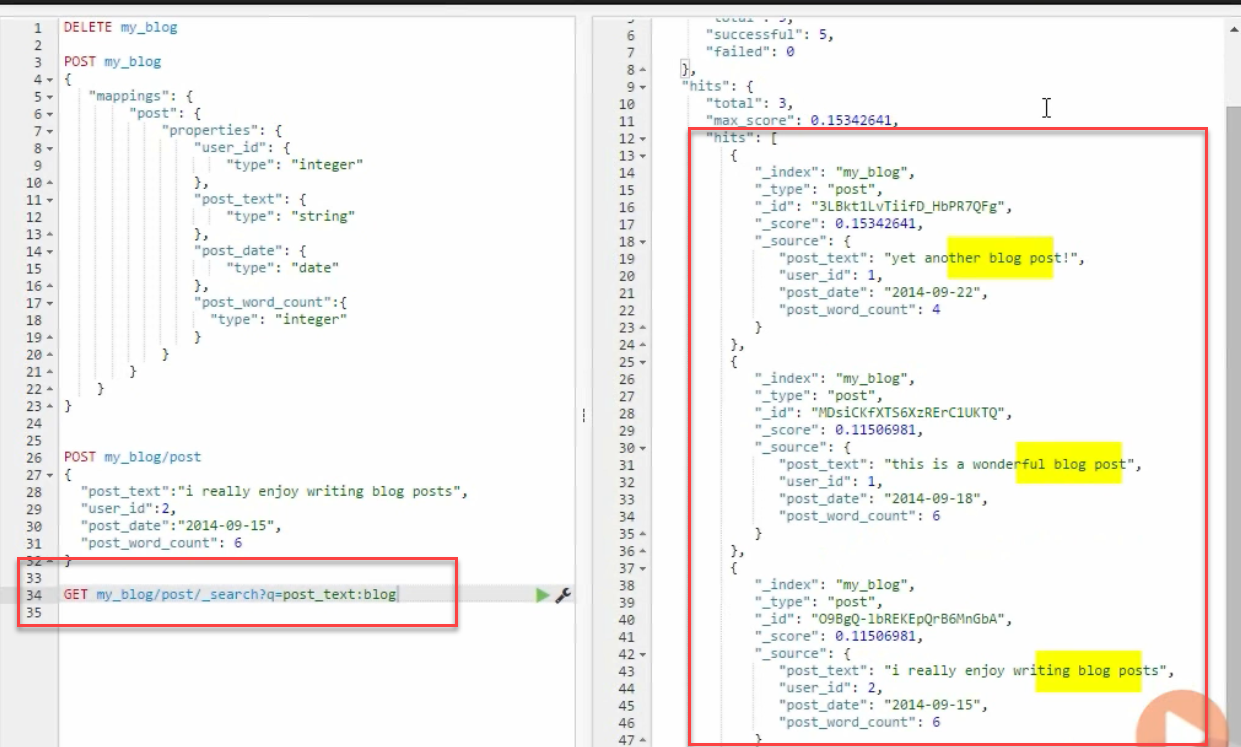 1 DELETE my_blog
2
3 POST my_blog
4 {
5 "mappings": {
6 "post": {
7 "properties": {
8 "user_id": {
9 "type": "integer"
10 },
11 "post_text": {
12 "type": "string"
13 },
14 "post_date": {
15 "type": "date"
16 },
17 "post_word_count":{
18 "type": "integer"
19 }
20 }
21 }
22 }
23 }
24
25
26 POST my_blog/post
27 {
28 "post_text":"i really enjoy writing blog posts",
29 "user_id":2,
30 "post_date":"2014-09-15",
31 "post_word_count": 6
32 }
33
34 GET my_blog/post/_search?q=post_text:blog
35
5 "total": 5,
6 "successful": 5,
7 "failed": 0
8 },
9 "hits": {
10 "total": 3,
11 "max_score": 0.15342641,
12 "hits": [
13 {
14 "_index": "my_blog",
15 "_type": "post",
16 "_id": "3LBkt1LvTiifD_HbPR7QFg",
17 "_score": 0.15342641,
18 "_source": {
19 "post_text": "yet another blog post!",
20 "user_id": 1,
21 "post_date": "2014-09-22",
22 "post_word_count": 4
23 }
24 },
25 {
26 "_index": "my_blog",
27 "_type": "post",
28 "_id": "MDsiCKfXTS6XzRErC1UKTQ",
29 "_score": 0.11506981,
30 "_source": {
31 "post_text": "this is a wonderful blog post",
32 "user_id": 1,
33 "post_date": "2014-09-18",
34 "post_word_count": 6
35 }
36 },
37 {
38 "_index": "my_blog",
39 "_type": "post",
40 "_id": "O9BgQ-lbREKEpQrB6MnGbA",
41 "_score": 0.11506981,
42 "_source": {
43 "post_text": "i really enjoy writing blog posts",
44 "user_id": 2,
45 "post_date": "2014-09-15",
46 "post_word_count": 6
47 }